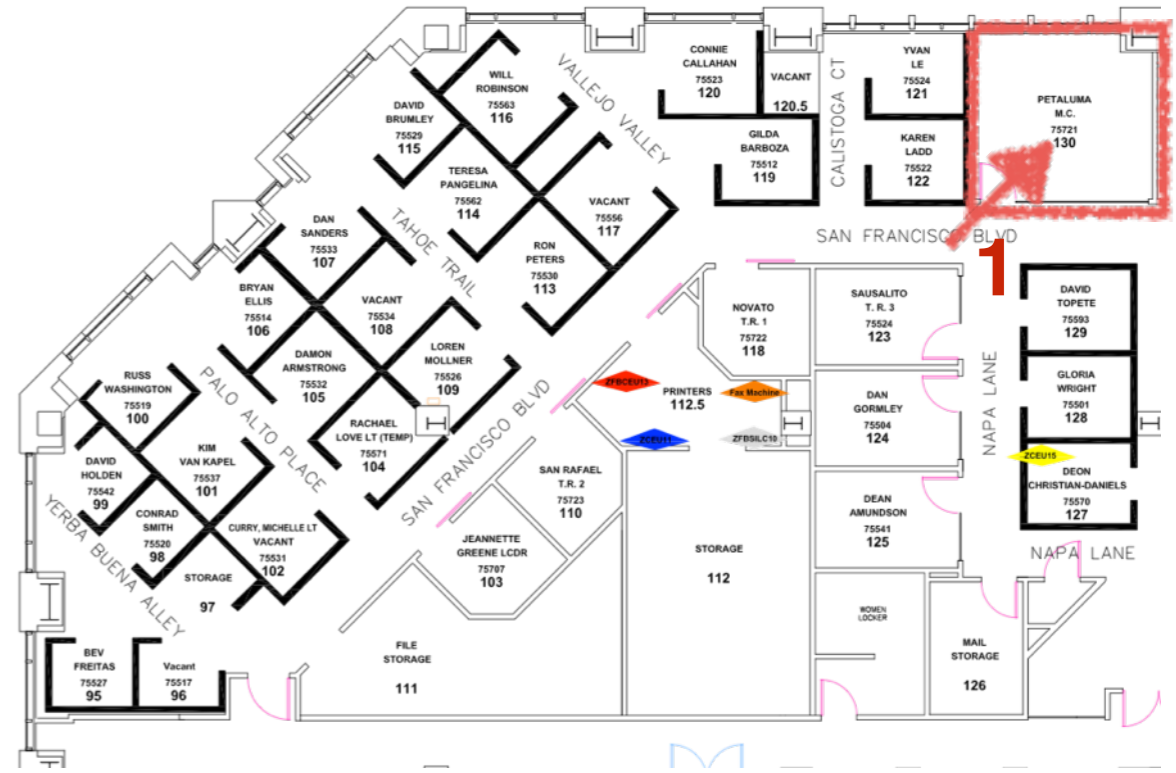 CONNIE
CALLAHAN
75523
120
VACANT
120.5
CALISTOGA CT
YVAN
LE
75524
121
PETALUMA
M.C.
75721
130
WILL
ROBINSON
75563
116
VALLEJO VALLEY
DAVID
BRUMLEY
75529
115
GILDA
BARBOZA
75512
119
KAREN
LADD
75522
122
TERESA
PANGELINA
75562
114
VACANT
75556
117
DAN
SANDERS
75533
107
TAHOE TRAIL
RON
PETERS
75530
113
SAN FRANCISCO BLVD
1
BRYAN
ELLIS
75514
106
VACANT
75534
108
NOVATO
T.R. 1
75722
118
SAUSALITO
T. R. 3
75524
123
DAVID
TOPETE
75593
129
DAMON
ARMSTRONG
75532
105
LOREN
MOLLNER
75526
109
RUSS
WASHINGTON
75519
100
PALO ALTO PLACE
SAN FRANCISCO BLVD
ZFBCEU13
PRINTERS
112.5
Fax Machine
ZCEU11
ZFBSILC10
DAN
GORMLEY
75504
124
NAPA LANE
GLORIA
WRIGHT
75501
128
RACHAEL
LOVE LT (TEMP)
75571
104
KIM
VAN KAPEL
75537
101
DAVID
HOLDEN
75542
99
SAN RAFAEL
T.R. 2
75723
110
ZCEU15
DEON
CHRISTIAN-DANIELS
75570
127
DEAN
AMUNDSON
75541
125
YERBA BUENA ALLEY
CONRAD
SMITH
75520
98
CURRY, MICHELLE LT
VACANT
75531
102
JEANNETTE
GREENE LCDR
75707
103
STORAGE
112
NAPA LANE
STORAGE
97
WOMEN
LOCKER
MAIL
STORAGE
126
BEV
FREITAS
75527
95
Vacant
75517
96
FILE
STORAGE
111